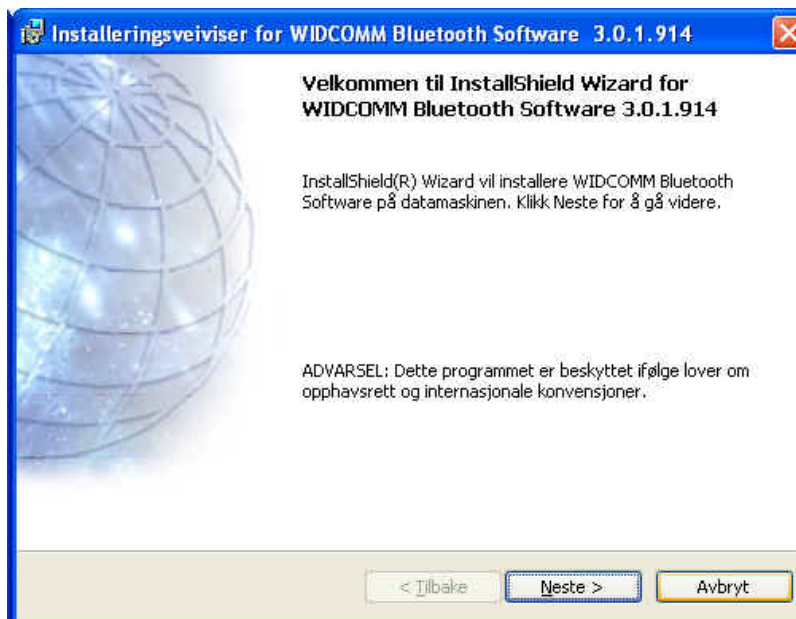 Installeringsveiviser for WIDCOMM Bluetooth Software 3.0.1.914
Velkommen til InstallShield Wizard for
WIDCOMM Bluetooth Software 3.0.1.914
InstallShield(R) Wizard vil installere WIDCOMM Bluetooth
Software på datamaskinen. Klikk Neste for å gå videre.
ADVARSEL: Dette programmet er beskyttet ifølge lover om
opphavsrett og internasjonale konvensjoner.
< Tilbake
Neste >
Avbryt